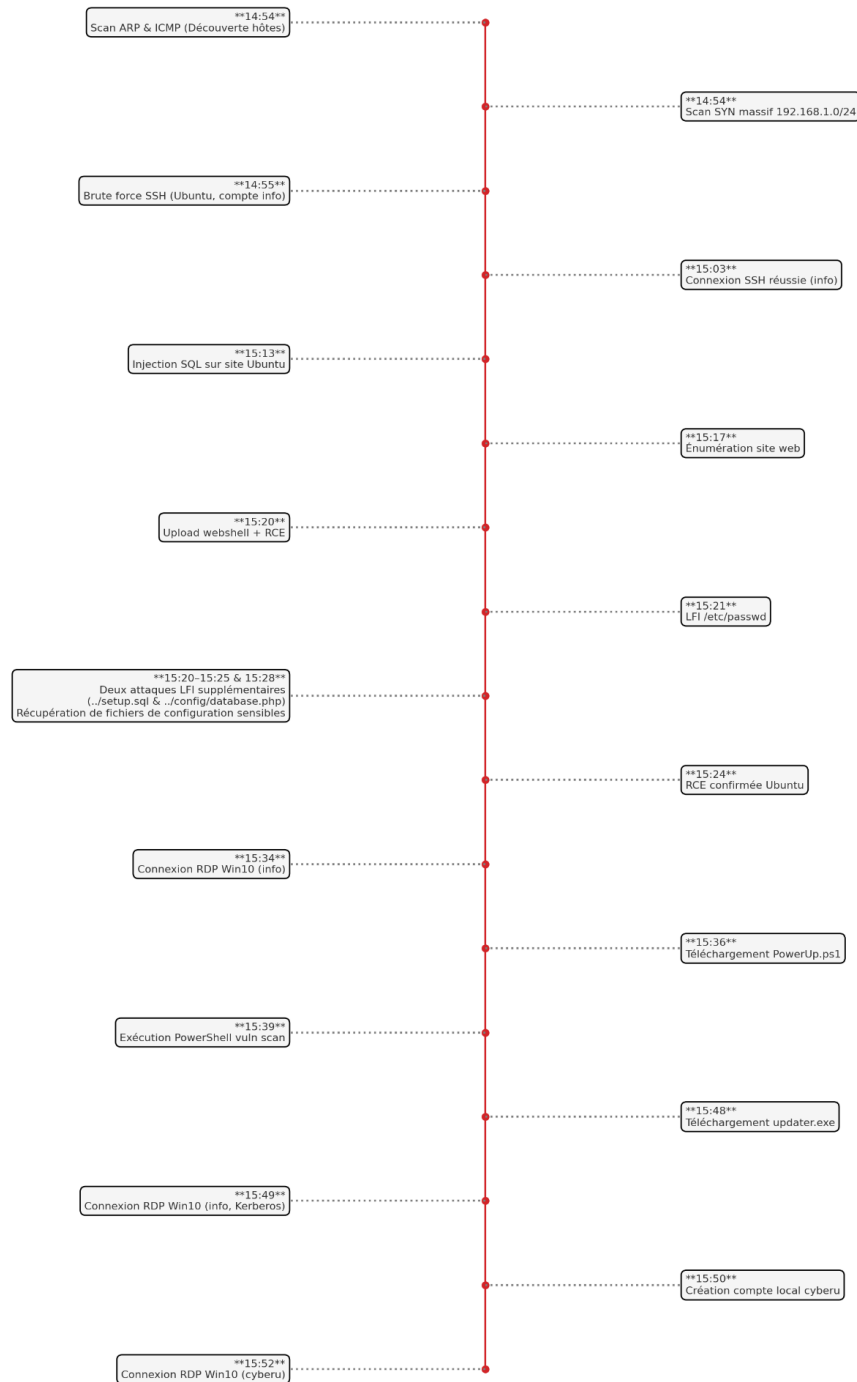 **14:54**
Scan ARP & ICMP (Découverte hôtes)
**14:54**
Scan SYN massif 192.168.1.0/24
**14:55**
Brute force SSH (Ubuntu, compte info)
**15:03**
Connexion SSH réussie (info)
**15:13**
Injection SQL sur site Ubuntu
**15:17**
Énumération site web
**15:20**
Upload webshell + RCE
**15:21**
LFI /etc/passwd
**15:20–15:25 & 15:28**
Deux attaques LFI supplémentaires
(../setup.sql & ../config/database.php)
Récupération de fichiers de configuration sensibles
**15:24**
RCE confirmée Ubuntu
**15:34**
Connexion RDP Win10 (info)
**15:36**
Téléchargement PowerUp.ps1
**15:39**
Exécution PowerShell vuln scan
**15:48**
Téléchargement updater.exe
**15:49**
Connexion RDP Win10 (info, Kerberos)
**15:50**
Création compte local cyberu
**15:52**
Connexion RDP Win10 (cyberu)